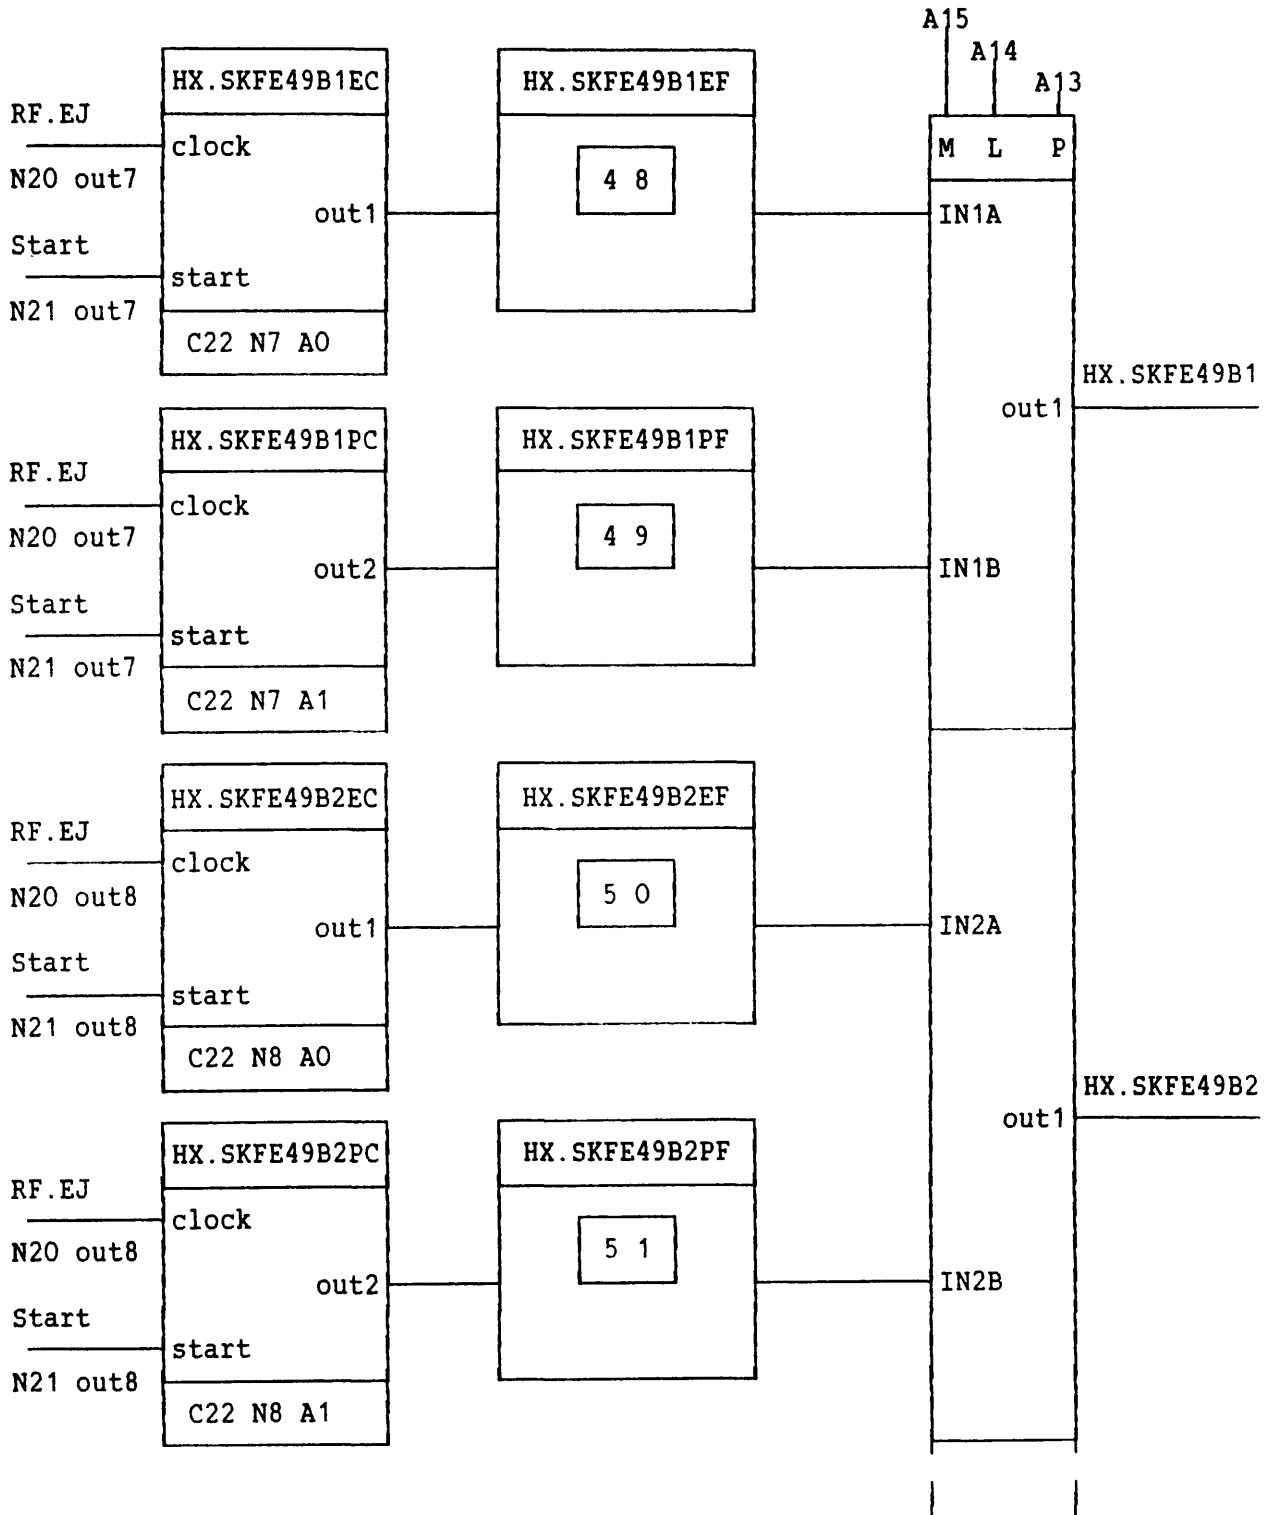 A15
A14
A13
M L P
HX.SKFE49B1EC
HX.SKFE49B1EF
RF.EJ
clock
N20 out7
4 8
out1
IN1A
Start
start
N21 out7
C22 N7 A0
HX.SKFE49B1
out1
HX.SKFE49B1PC
HX.SKFE49B1PF
RF.EJ
clock
N20 out7
4 9
out2
IN1B
Start
start
N21 out7
C22 N7 A1
HX.SKFE49B2EC
HX.SKFE49B2EF
RF.EJ
clock
N20 out8
5 0
out1
IN2A
Start
start
N21 out8
C22 N8 A0
HX.SKFE49B2
out1
HX.SKFE49B2PC
HX.SKFE49B2PF
RF.EJ
clock
N20 out8
5 1
out2
IN2B
Start
start
N21 out8
C22 N8 A1